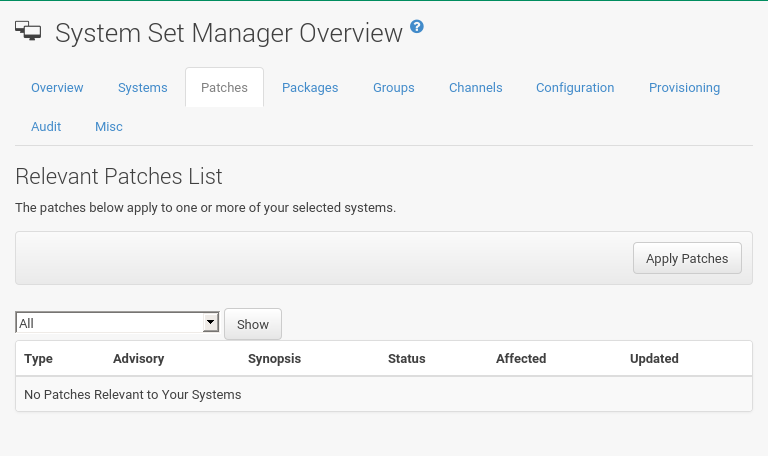 System Set Manager Overview ?
Overview Systems Patches Packages Groups Channels Configuration Provisioning
Audit Misc
Relevant Patches List
The patches below apply to one or more of your selected systems.
Apply Patches
All Show
Type Advisory Synopsis Status Affected Updated
No Patches Relevant to Your Systems